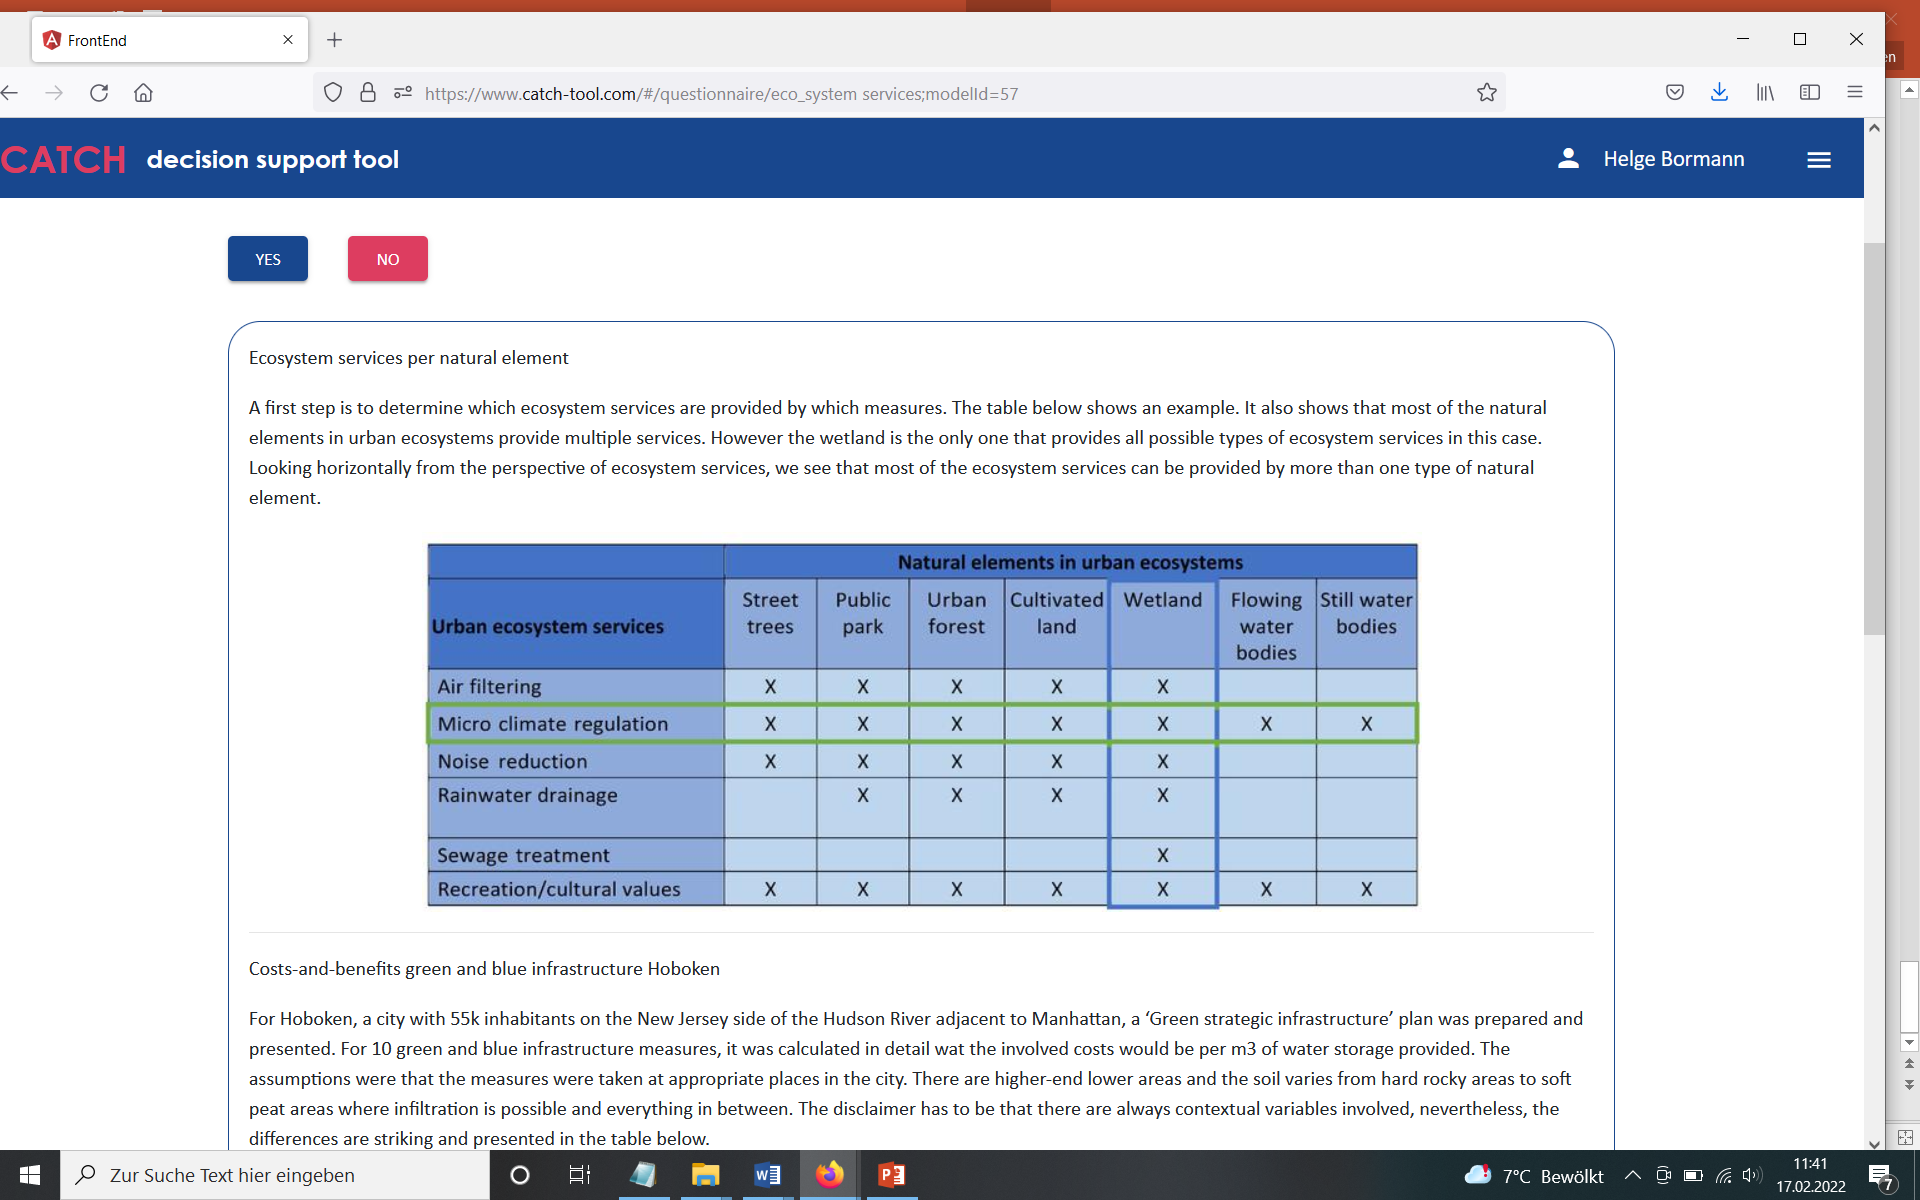 FrontEnd
en
https://www.catch-tool.com/#/questionnaire/eco_system services;modelId=57
CATCH decision support tool
Helge Bormann
YES NO
Ecosystem services per natural element
A first step is to determine which ecosystem services are provided by which measures. The table below shows an example. It also shows that most of the natural
elements in urban ecosystems provide multiple services. However the wetland is the only one that provides all possible types of ecosystem services in this case.
Looking horizontally from the perspective of ecosystem services, we see that most of the ecosystem services can be provided by more than one type of natural
element.
Natural elements in urban ecosystems
Urban ecosystem services
Street trees
Public park
Urban forest
Cultivated land
Wetland
Flowing water bodies
Still water bodies
Air filtering X X X X X
Micro climate regulation X X X X X X X
Noise reduction X X X X X
Rainwater drainage X X X X
Sewage treatment X
Recreation/cultural values X X X X X X X
Costs-and-benefits green and blue infrastructure Hoboken
For Hoboken, a city with 55k inhabitants on the New Jersey side of the Hudson River adjacent to Manhattan, a ‘Green strategic infrastructure’ plan was prepared and
presented. For 10 green and blue infrastructure measures, it was calculated in detail wat the involved costs would be per m3 of water storage provided. The
assumptions were that the measures were taken at appropriate places in the city. There are higher-end lower areas and the soil varies from hard rocky areas to soft
peat areas where infiltration is possible and everything in between. The disclaimer has to be that there are always contextual variables involved, nevertheless, the
differences are striking and presented in the table below.
Zur Suche Text hier eingeben
7°C Bewölkt
11:41
17.02.2022
7